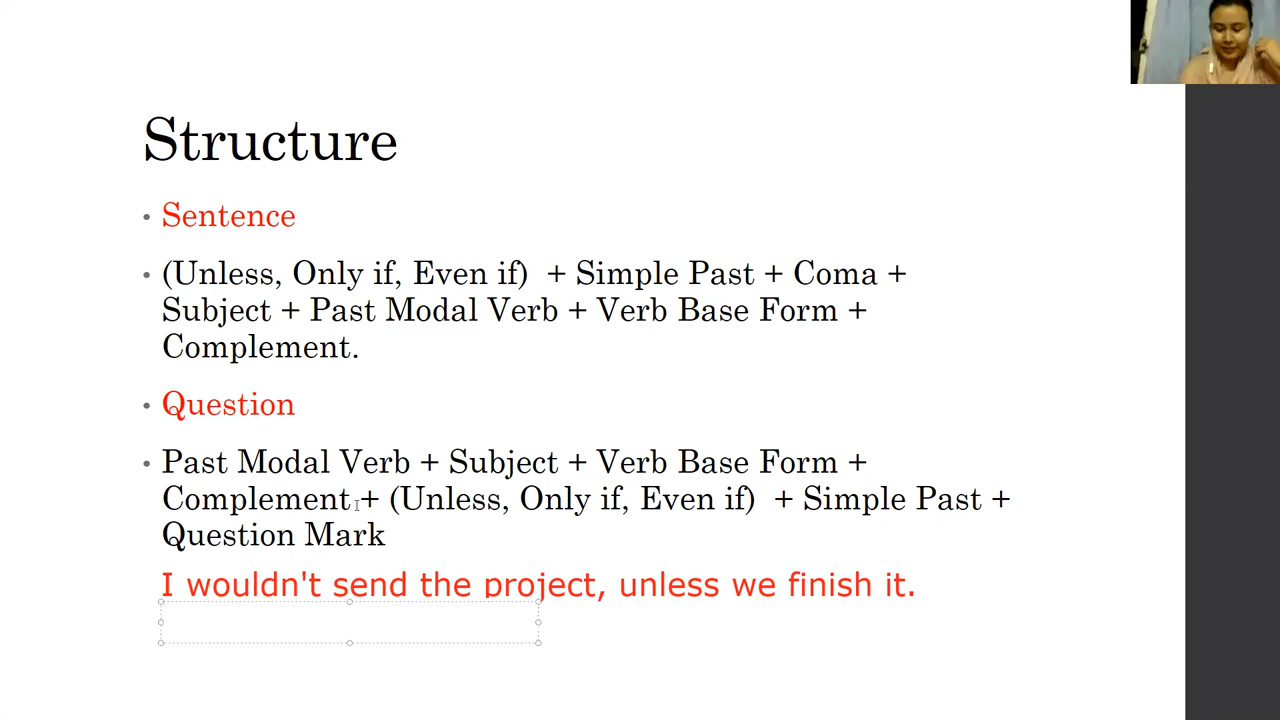 Structure
• Sentence
• (Unless, Only if, Even if) + Simple Past + Coma +
Subject + Past Modal Verb + Verb Base Form +
Complement.
• Question
• Past Modal Verb + Subject + Verb Base Form +
Complement + (Unless, Only if, Even if) + Simple Past +
Question Mark
I wouldn't send the project, unless we finish it.